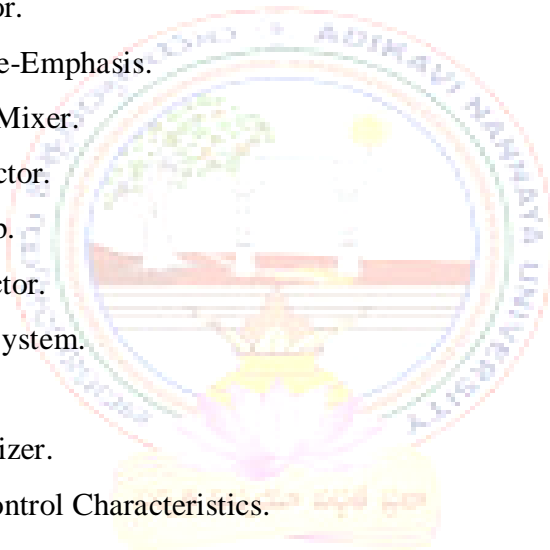 or.
e-Emphasis.
Mixer.
ctor.
p.
ctor.
ystem.
izer.
ontrol Characteristics.
ADIKAVI NANNAYA UNIVERSITY